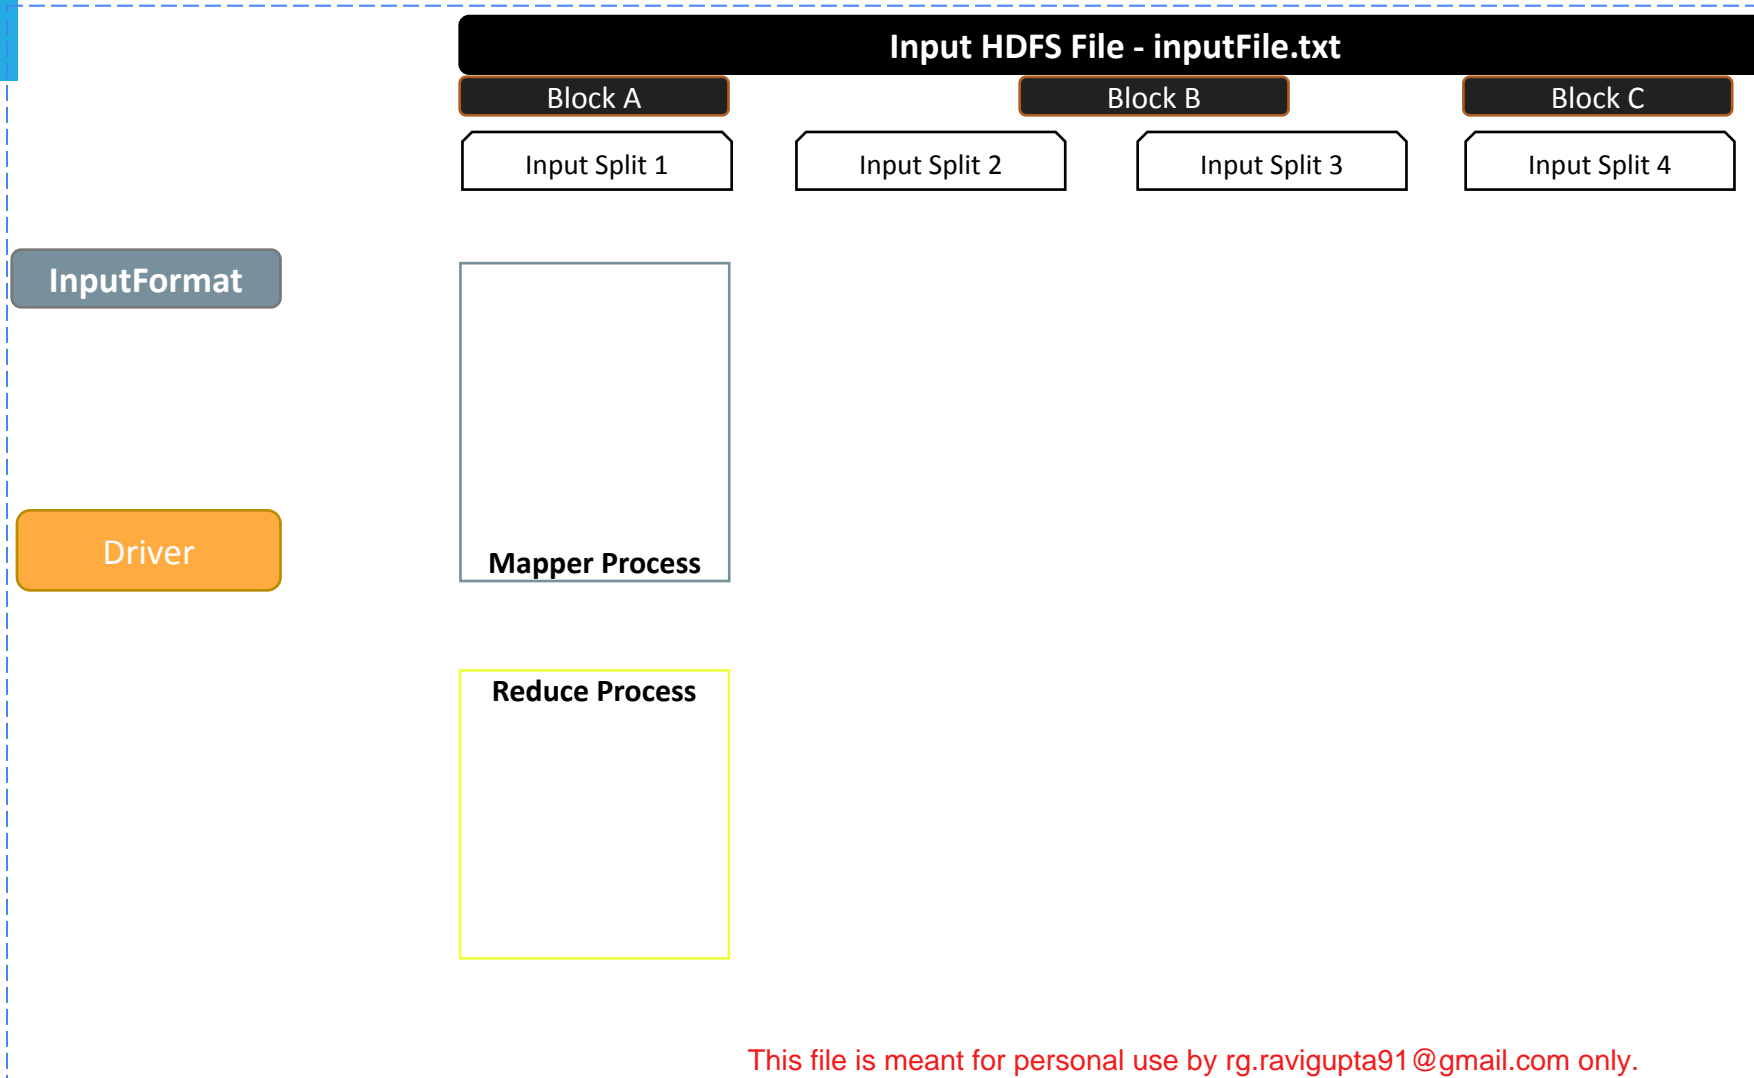 Input HDFS File - inputFile.txt
Block A
Block B
Block C
Input Split 1
Input Split 2
Input Split 3
Input Split 4
InputFormat
Driver
Mapper Process
Reduce Process
This file is meant for personal use by rg.ravigupta91@gmail.com only.